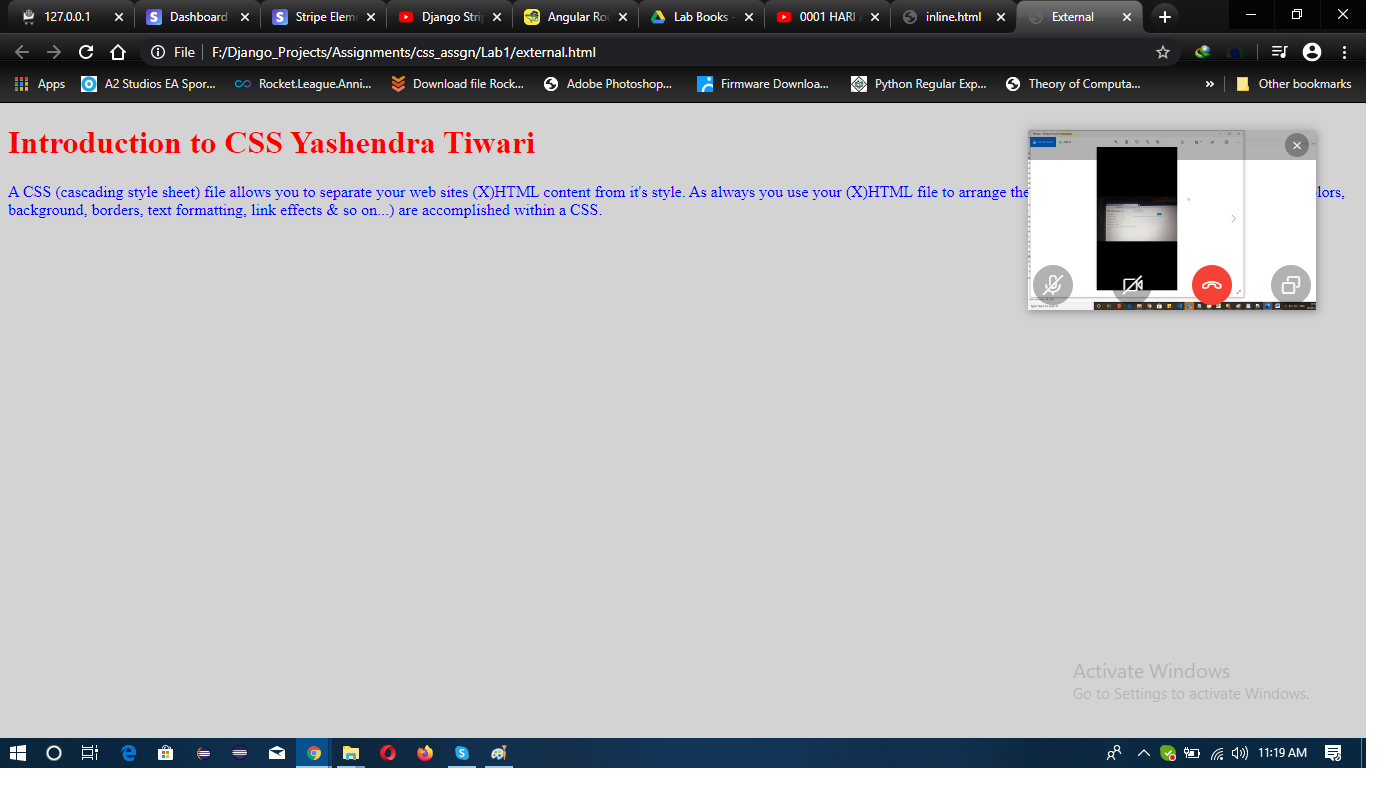 127.0.0.1
Dashboard
Stripe Elem
Django Strip
Angular Ro
Lab Books -
0001 HARI
inline.html
External
File
F:/Django_Projects/Assignments/css_assgn/Lab1/external.html
Apps
A2 Studios EA Spor...
Rocket.League.Anni...
Download file Rock...
Adobe Photoshop...
Firmware Downloa...
Python Regular Exp...
Theory of Computa...
»
Other bookmarks
Introduction to CSS Yashendra Tiwari
A CSS (cascading style sheet) file allows you to separate your web sites (X)HTML content from it's style. As always you use your (X)HTML file to arrange the
background, borders, text formatting, link effects & so on...) are accomplished within a CSS.
Activate Windows
Go to Settings to activate Windows.
11:19 AM